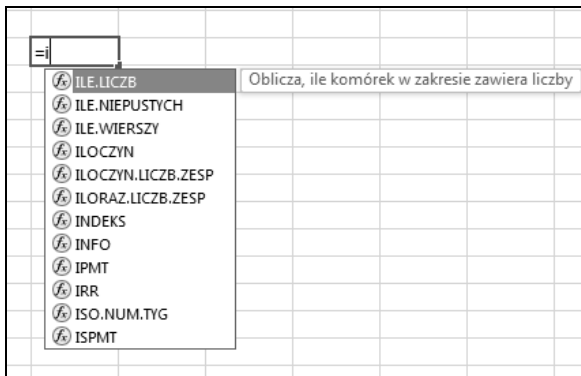 =i
ILE.LICZB Oblicza, ile komórek w zakresie zawiera liczby
ILE.NIEPUSTYCH
ILE.WIERSZY
ILOCZYN
ILOCZYN.LICZB.ZESP
ILORAZ.LICZB.ZESP
INDEKS
INFO
IPMT
IRR
ISO.NUM.TYG
ISPMT